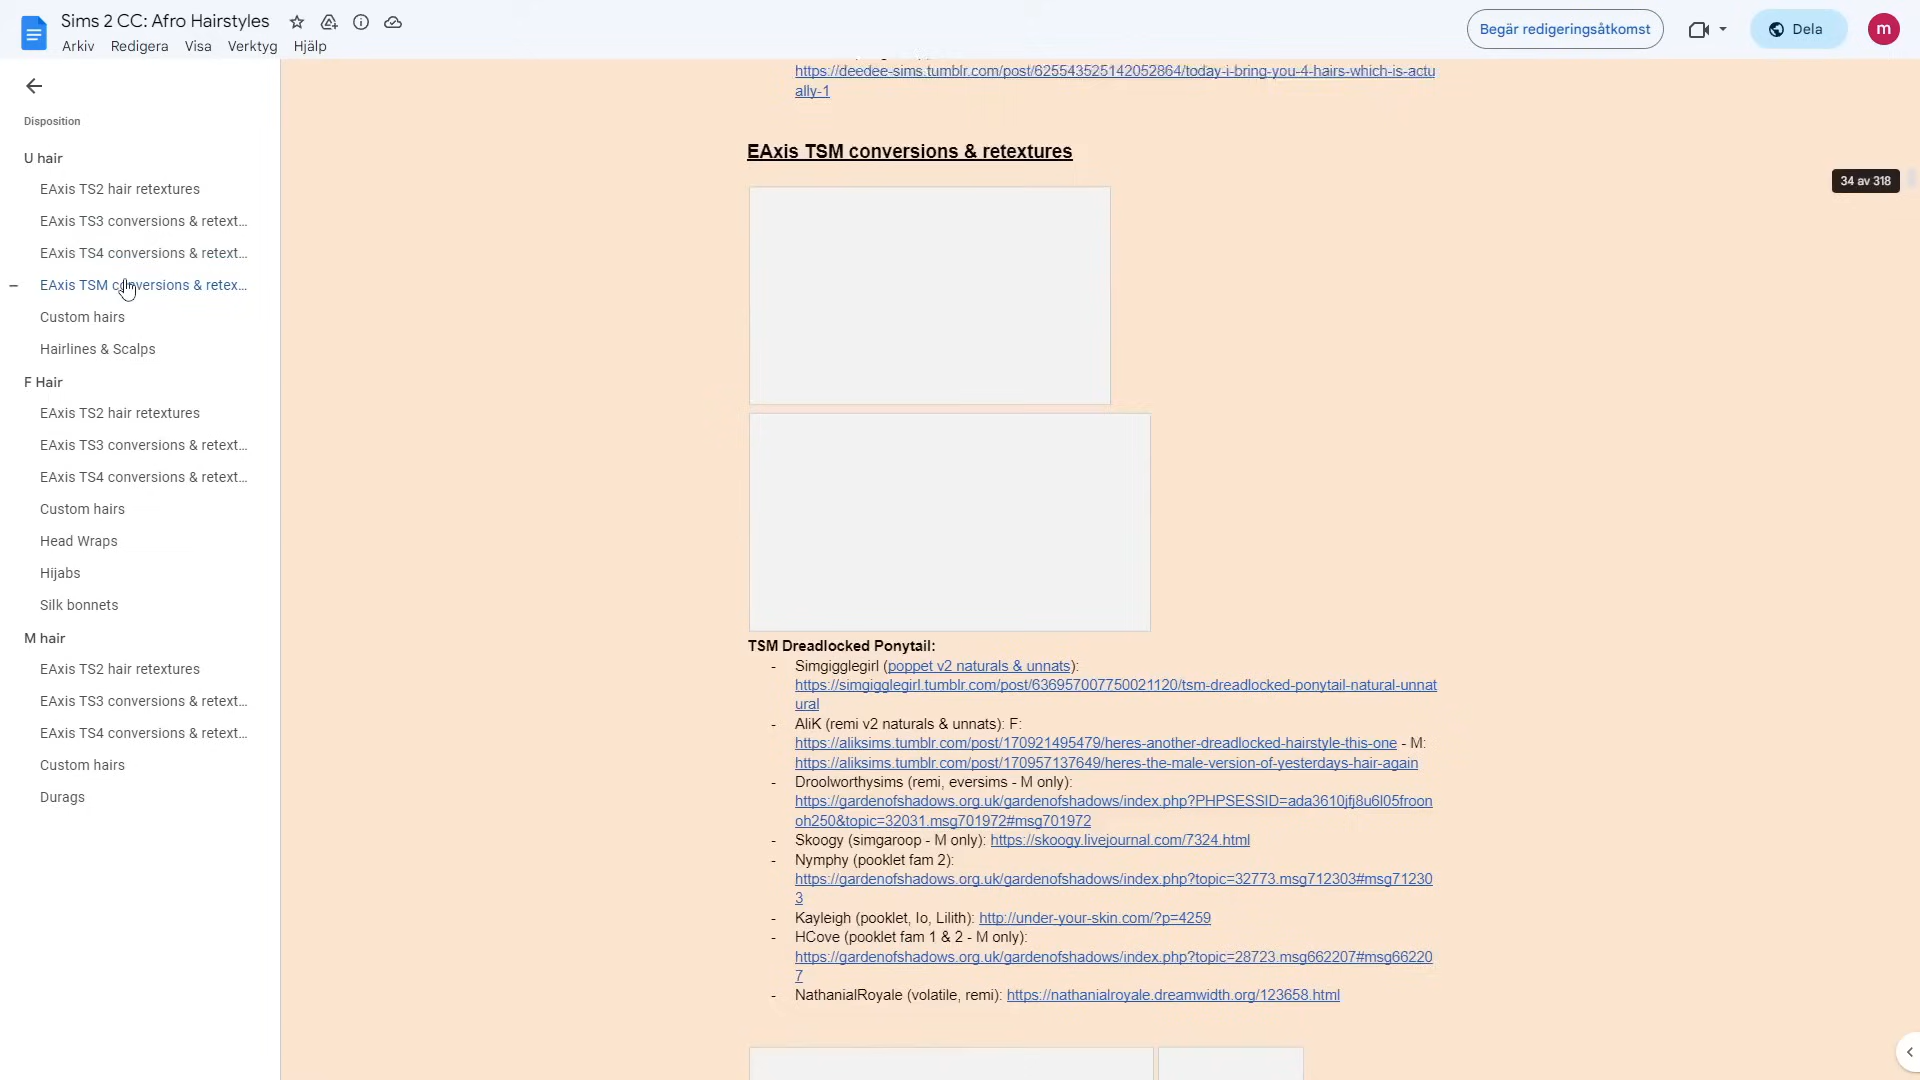 Sims 2 CC: Afro Hairstyles
Arkiv Redigera Visa Verktyg Hjälp
Begär redigeringsåtkomst
Dela
m
Disposition
U hair
EAxis TS2 hair retextures
EAxis TS3 conversions & retext...
EAxis TS4 conversions & retext...
EAxis TSM conversions & retex...
Custom hairs
Hairlines & Scalps
F Hair
EAxis TS2 hair retextures
EAxis TS3 conversions & retext...
EAxis TS4 conversions & retext...
Custom hairs
Head Wraps
Hijabs
Silk bonnets
M hair
EAxis TS2 hair retextures
EAxis TS3 conversions & retext...
EAxis TS4 conversions & retext...
Custom hairs
Durags
https://deedee-sims.tumblr.com/post/625543525142052864/today-i-bring-you-4-hairs-which-is-actu
ally-1
EAxis TSM conversions & retextures
34 av 318
TSM Dreadlocked Ponytail:
- Simgigglegirl (poppet v2 naturals & unnats):
https://simgigglegirl.tumblr.com/post/636957007750021120/tsm-dreadlocked-ponytail-natural-unnat
ural
- AliK (remi v2 naturals & unnats): F:
https://aliksims.tumblr.com/post/170921495479/heres-another-dreadlocked-hairstyle-this-one - M:
https://aliksims.tumblr.com/post/170957137649/heres-the-male-version-of-yesterdays-hair-again
- Droolworthysims (remi, eversims - M only):
https://gardenofshadows.org.uk/gardenofshadows/index.php?PHPSESSID=ada3610jfj8u6l05froon
oh250&topic=32031.msg701972#msg701972
- Skoogy (simgaroop - M only): https://skoogy.livejournal.com/7324.html
- Nymphy (pooklet fam 2):
https://gardenofshadows.org.uk/gardenofshadows/index.php?topic=32773.msg712303#msg71230
3
- Kayleigh (pooklet, Io, Lilith): http://under-your-skin.com/?p=4259
- HCove (pooklet fam 1 & 2 - M only):
https://gardenofshadows.org.uk/gardenofshadows/index.php?topic=28723.msg662207#msg66220
7
- NathanialRoyale (volatile, remi): https://nathanialroyale.dreamwidth.org/123658.html